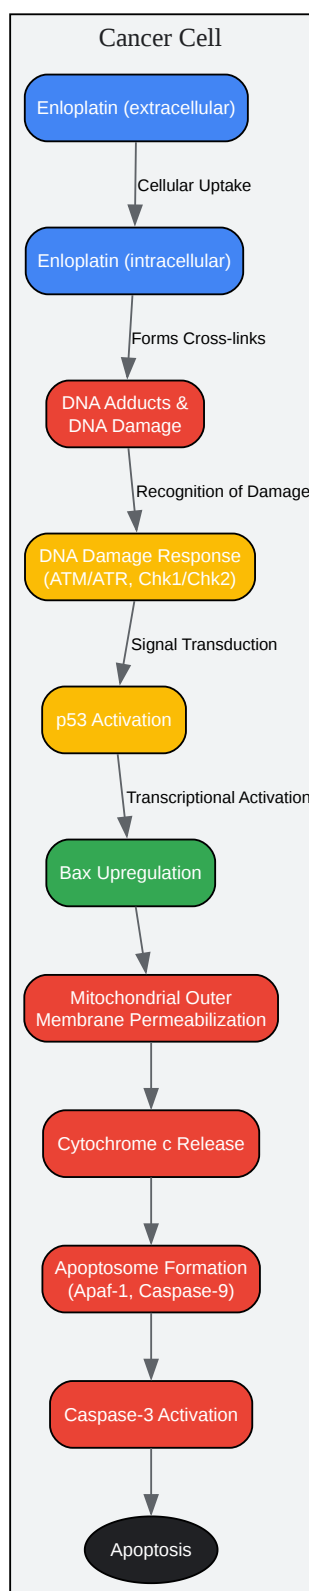 Cancer Cell
Enloplatin (extracellular)
Cellular Uptake
Enloplatin (intracellular)
Forms Cross-links
DNA Adducts &
DNA Damage
Recognition of Damage
DNA Damage Response
(ATM/ATR, Chk1/Chk2)
Signal Transduction
p53 Activation
Transcriptional Activation
Bax Upregulation
Mitochondrial Outer
Membrane Permeabilization
Cytochrome c Release
Apoptosome Formation
(Apaf-1, Caspase-9)
Caspase-3 Activation
Apoptosis